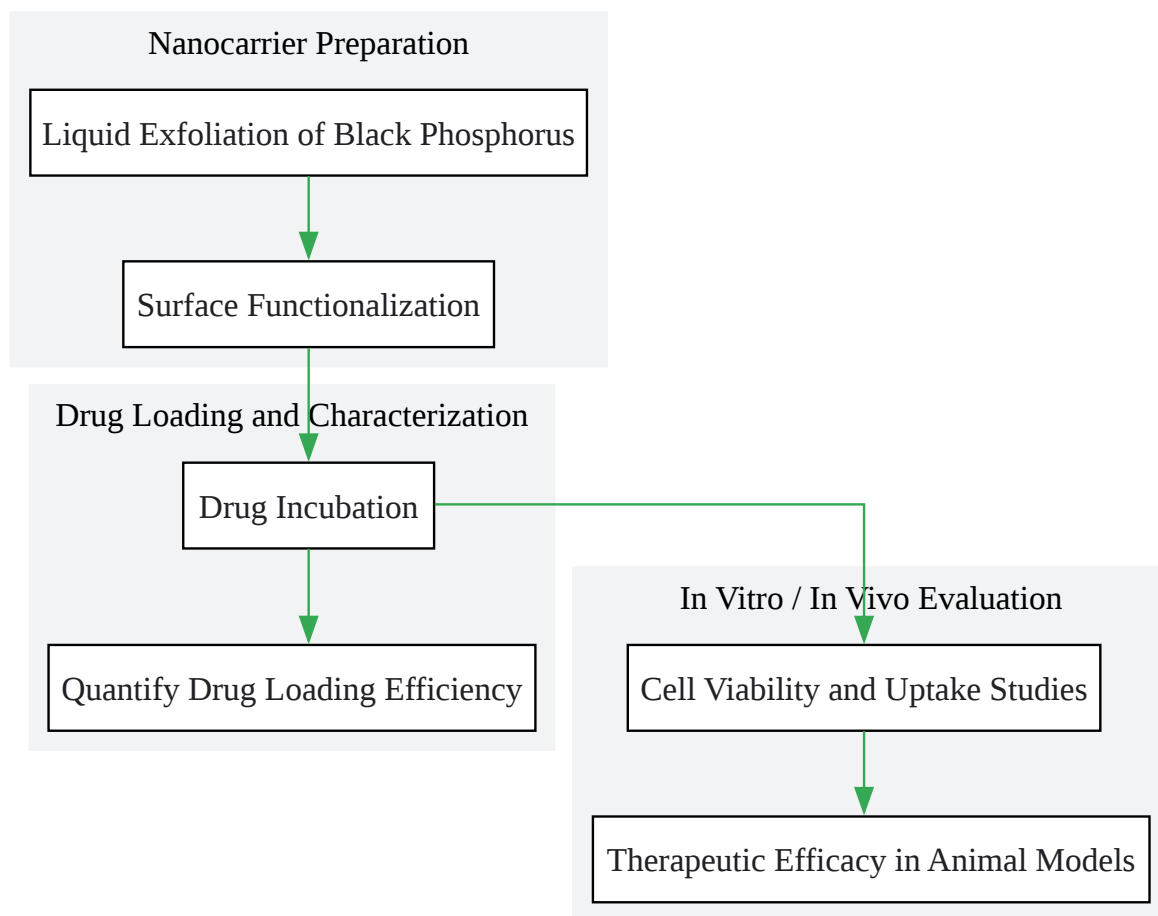 Nanocarrier Preparation
Liquid Exfoliation of Black Phosphorus
Surface Functionalization
Drug Loading and Characterization
Drug Incubation
Quantify Drug Loading Efficiency
In Vitro / In Vivo Evaluation
Cell Viability and Uptake Studies
Therapeutic Efficacy in Animal Models